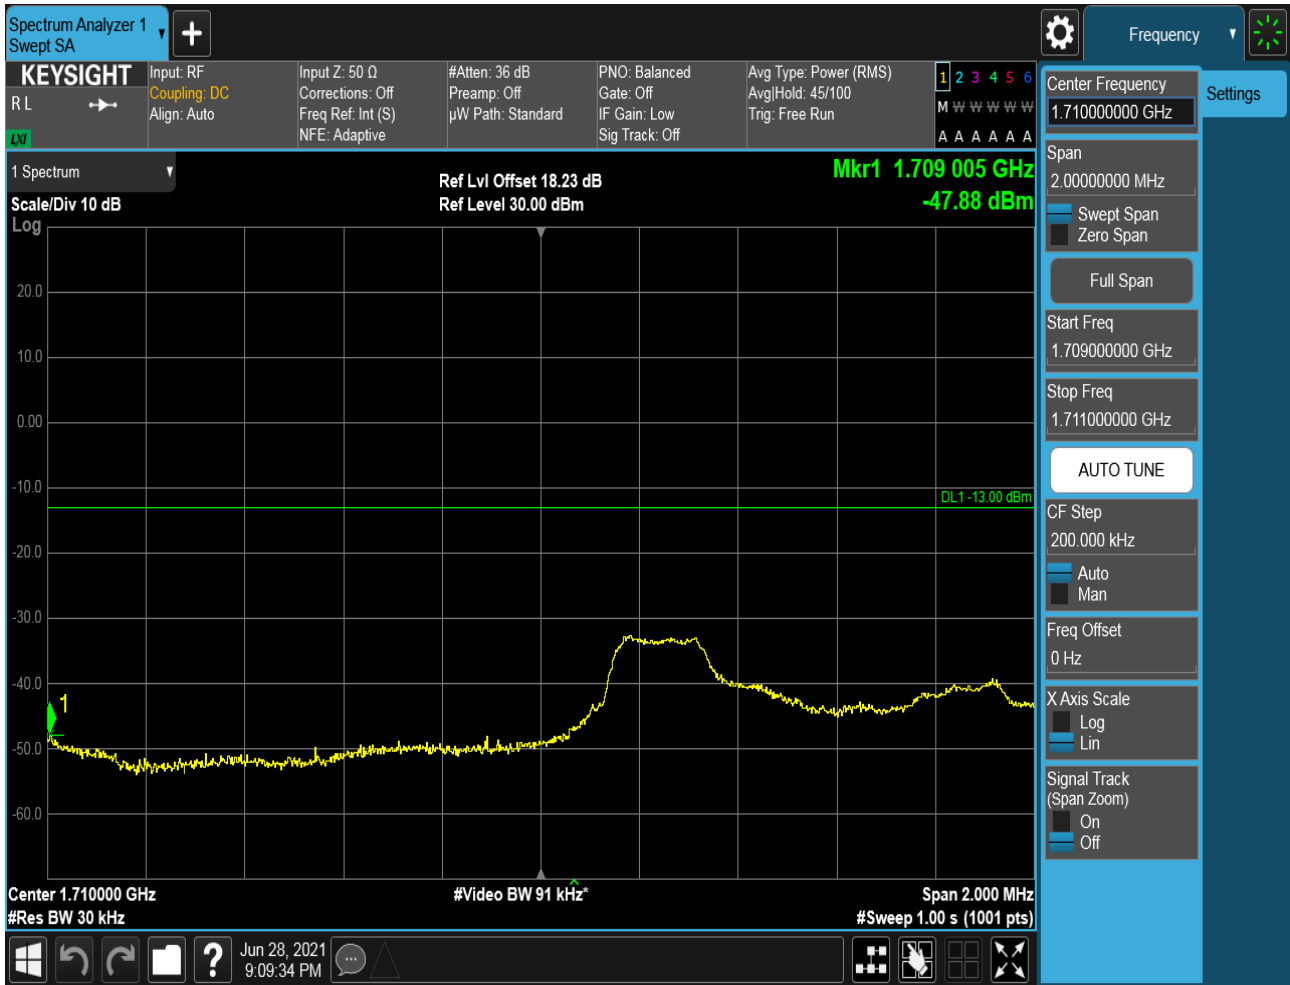 Spectrum Analyzer 1
Swept SA
Frequency
KEYSIGHT
R L
LXI
Input: RF
Coupling: DC
Align: Auto
Input Z: 50 Ω
Corrections: Off
Freq Ref: Int (S)
NFE: Adaptive
#Atten: 36 dB
Preamp: Off
µW Path: Standard
PNO: Balanced
Gate: Off
IF Gain: Low
Sig Track: Off
Avg Type: Power (RMS)
Avg|Hold: 45/100
Trig: Free Run
1 2 3 4 5 6
M W W W W W
A A A A A A
1 Spectrum
Scale/Div 10 dB
Log
Ref Lvl Offset 18.23 dB
Ref Level 30.00 dBm
Mkr1 1.709 005 GHz
-47.88 dBm
20.0
10.0
0.00
-10.0
DL1 -13.00 dBm
-20.0
-30.0
-40.0
1
-50.0
-60.0
Center 1.710000 GHz
#Res BW 30 kHz
#Video BW 91 kHz*
Span 2.000 MHz
#Sweep 1.00 s (1001 pts)
Center Frequency
1.710000000 GHz
Settings
Span
2.00000000 MHz
Swept Span
Zero Span
Full Span
Start Freq
1.709000000 GHz
Stop Freq
1.711000000 GHz
AUTO TUNE
CF Step
200.000 kHz
Auto
Man
Freq Offset
0 Hz
X Axis Scale
Log
Lin
Signal Track
(Span Zoom)
On
Off
?
Jun 28, 2021
9:09:34 PM